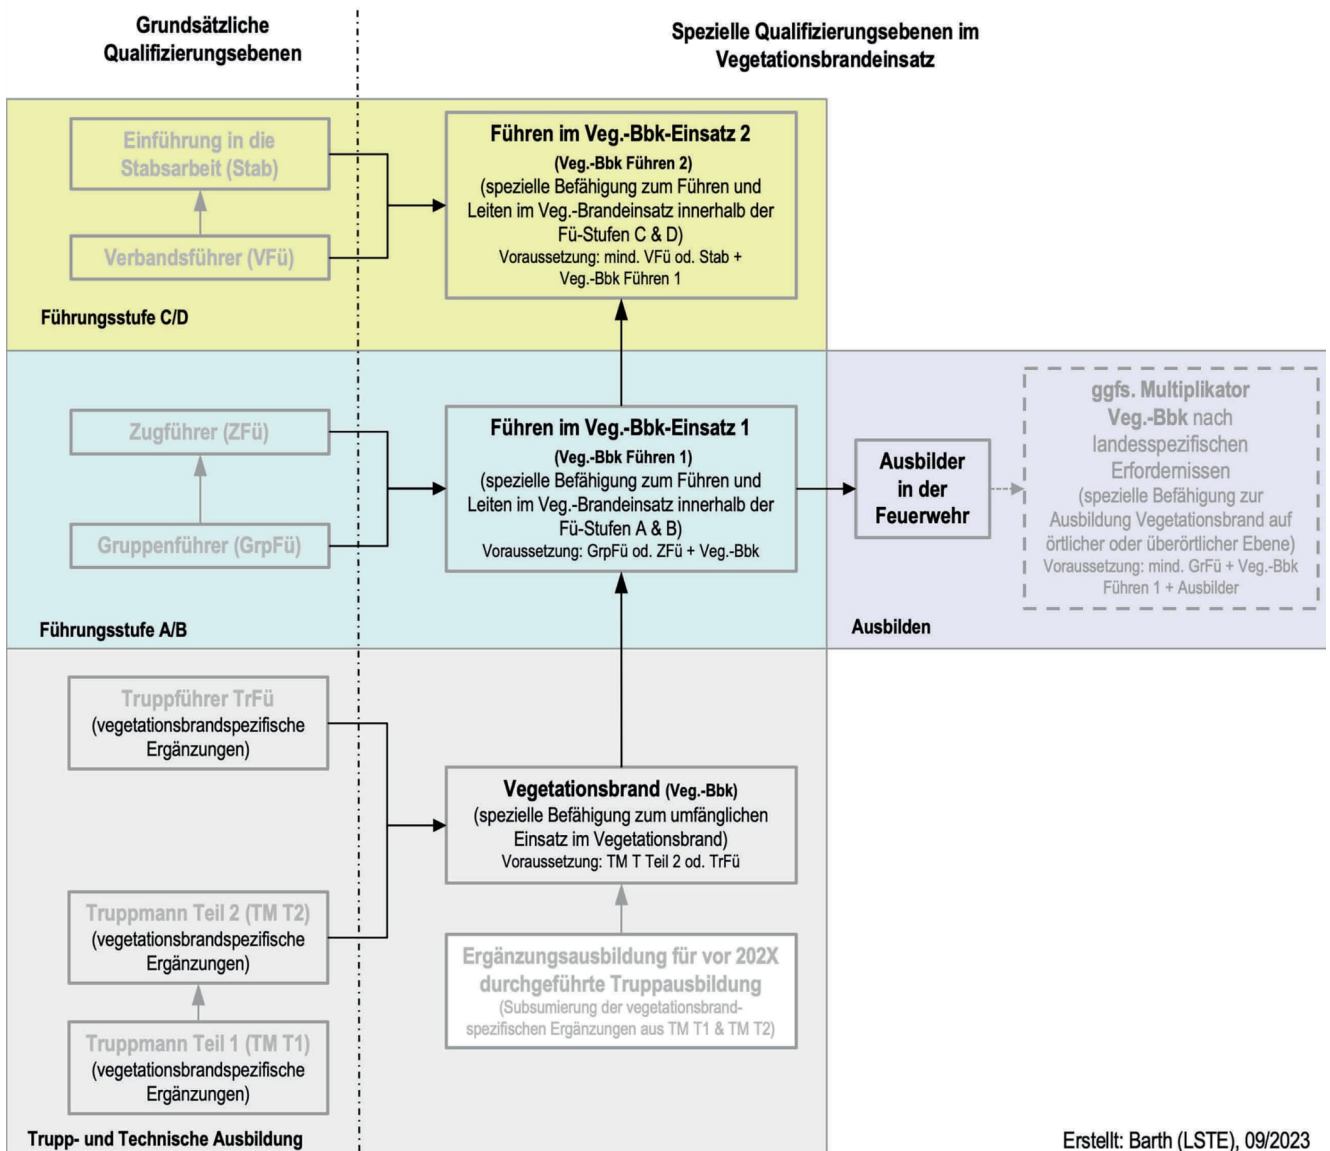 Grundsätzliche
Qualifizierungsebenen
Spezielle Qualifizierungsebenen im
Vegetationsbrandeinsatz
Einführung in die
Stabsarbeit (Stab)
Verbandsführer (VFü)
Führungsstufe C/D
Führen im Veg.-Bbk-Einsatz 2
(Veg.-Bbk Führen 2)
(spezielle Befähigung zum Führen und
Leiten im Veg.-Brandeinsatz innerhalb der
Fü-Stufen C & D)
Voraussetzung: mind. VFü od. Stab +
Veg.-Bbk Führen 1
Zugführer (ZFü)
Gruppenführer (GrpFü)
Führungsstufe A/B
Führen im Veg.-Bbk-Einsatz 1
(Veg.-Bbk Führen 1)
(spezielle Befähigung zum Führen und
Leiten im Veg.-Brandeinsatz innerhalb der
Fü-Stufen A & B)
Voraussetzung: GrpFü od. ZFü + Veg.-Bbk
Ausbilder
in der
Feuerwehr
ggfs. Multiplikator
Veg.-Bbk nach
landesspezifischen
Erfordernissen
(spezielle Befähigung zur
Ausbildung Vegetationsbrand auf
örtlicher oder überörtlicher Ebene)
Voraussetzung: mind. GrFü + Veg.-Bbk
Führen 1 + Ausbilder
Ausbilden
Truppführer TrFü
(vegetationsbrandspezifische
Ergänzungen)
Truppmann Teil 2 (TM T2)
(vegetationsbrandspezifische
Ergänzungen)
Truppmann Teil 1 (TM T1)
(vegetationsbrandspezifische
Ergänzungen)
Trupp- und Technische Ausbildung
Vegetationsbrand (Veg.-Bbk)
(spezielle Befähigung zum umfänglichen
Einsatz im Vegetationsbrand)
Voraussetzung: TM T Teil 2 od. TrFü
Ergänzungsausbildung für vor 202X
durchgeführte Truppausbildung
(Subsumierung der vegetationsbrand-
spezifischen Ergänzungen aus TM T1 & TM T2)
Erstellt: Barth (LSTE), 09/2023